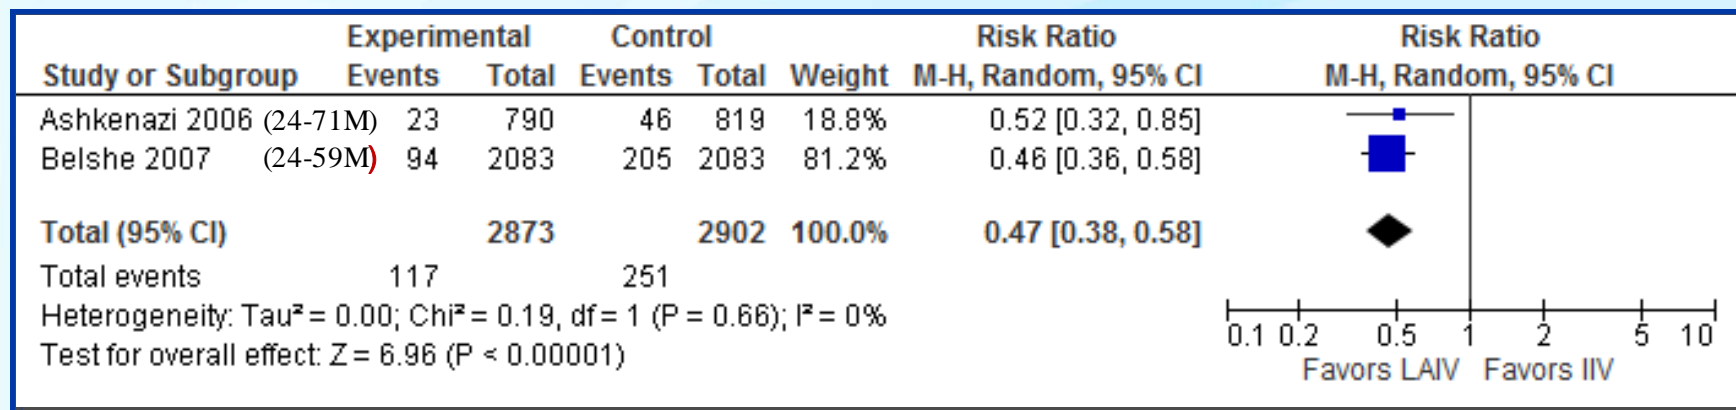 Experimental Control Risk Ratio Risk Ratio
Study or Subgroup Events Total Events Total Weight M-H, Random, 95% CI M-H, Random, 95% CI
Ashkenazi 2006 (24-71M) 23 790 46 819 18.8% 0.52 [0.32, 0.85]
Belshe 2007 (24-59M) 94 2083 205 2083 81.2% 0.46 [0.36, 0.58]
Total (95% CI) 2873 2902 100.0% 0.47 [0.38, 0.58]
Total events 117 251
Heterogeneity: Tau² = 0.00; Chi² = 0.19, df = 1 (P = 0.66); I² = 0%
Test for overall effect: Z = 6.96 (P < 0.00001)
0.1 0.2 0.5 1 2 5 10
Favors LAIV Favors IIV